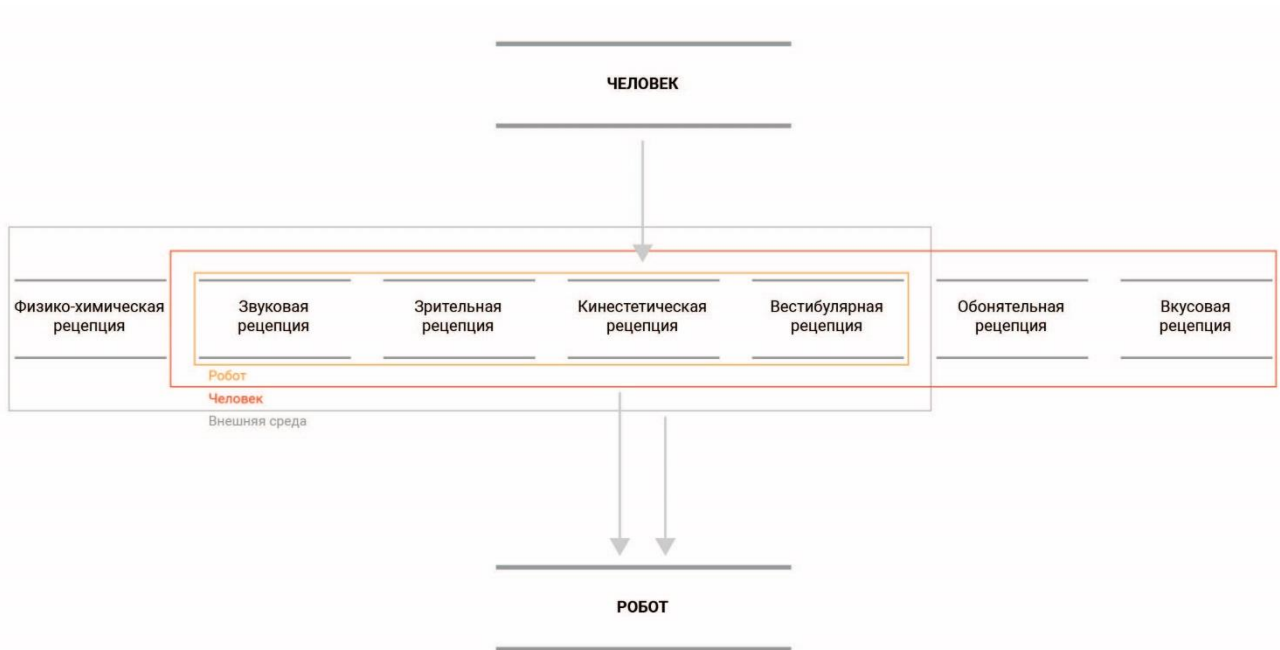 ЧЕЛОВЕК
Физико-химическая
рецепция
Звуковая
рецепция
Зрительная
рецепция
Кинестетическая
рецепция
Вестибулярная
рецепция
Обонятельная
рецепция
Вкусовая
рецепция
Робот
Человек
Внешняя среда
РОБОТ